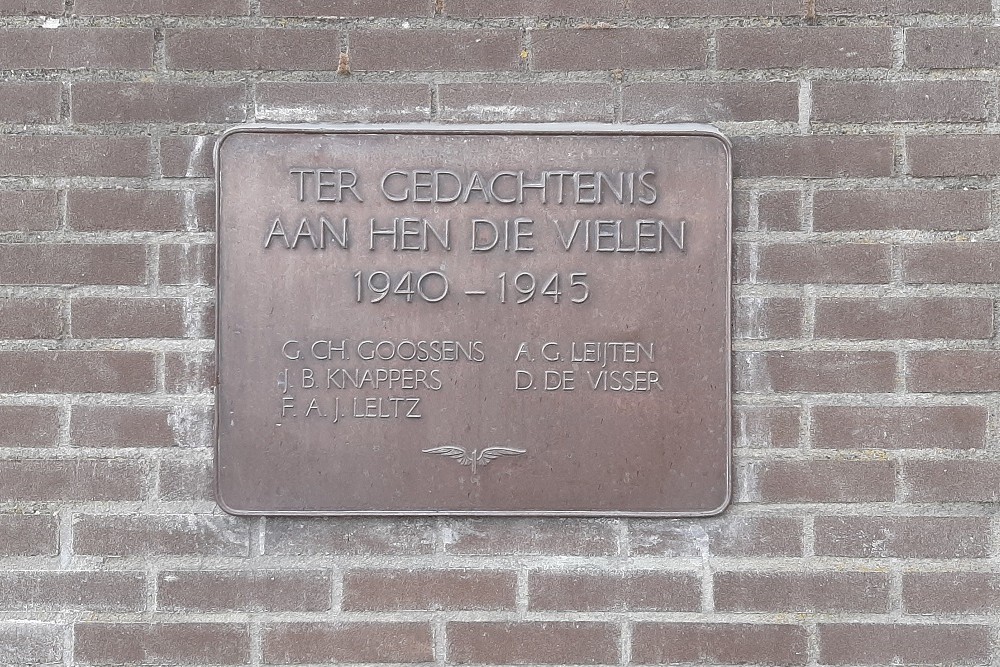 TER GEDACHTENIS
AAN HEN DIE VIELEN
1940 - 1945
G. CH. GOOSSENS
J. B. KNAPPERS
F. A. J. LELTZ
A. G. LEIJTEN
D. DE VISSER